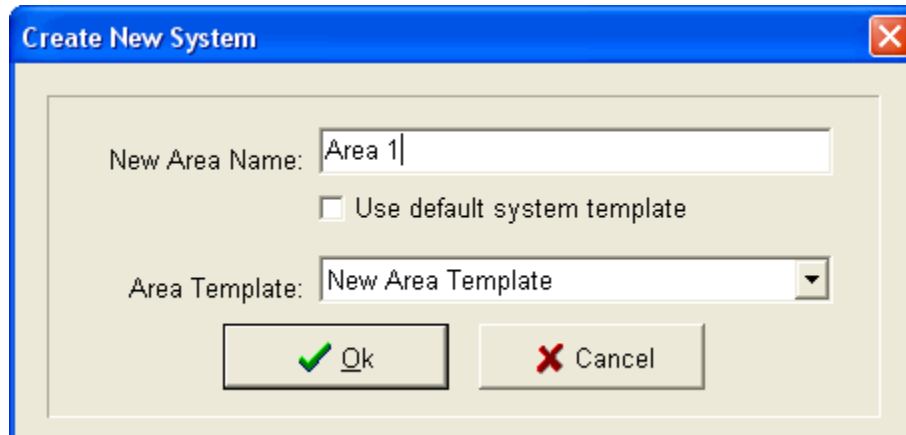 Create New System
New Area Name: Area 1
Use default system template
Area Template: New Area Template
Ok Cancel